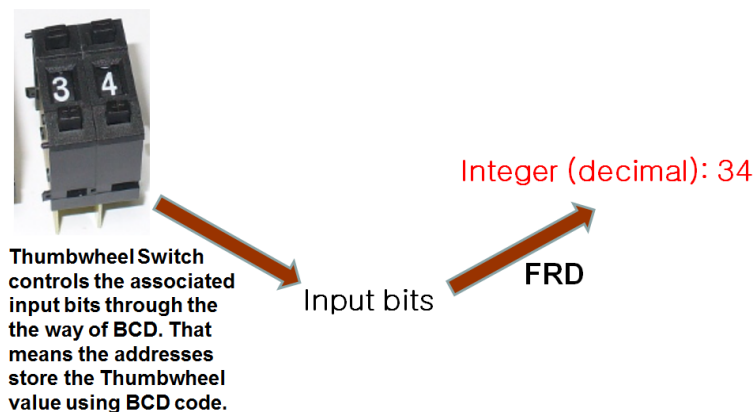 3 4
Integer (decimal): 34
Thumbwheel Switch
controls the associated
input bits through the
the way of BCD. That
means the addresses
store the Thumbwheel
value using BCD code.
Input bits
FRD